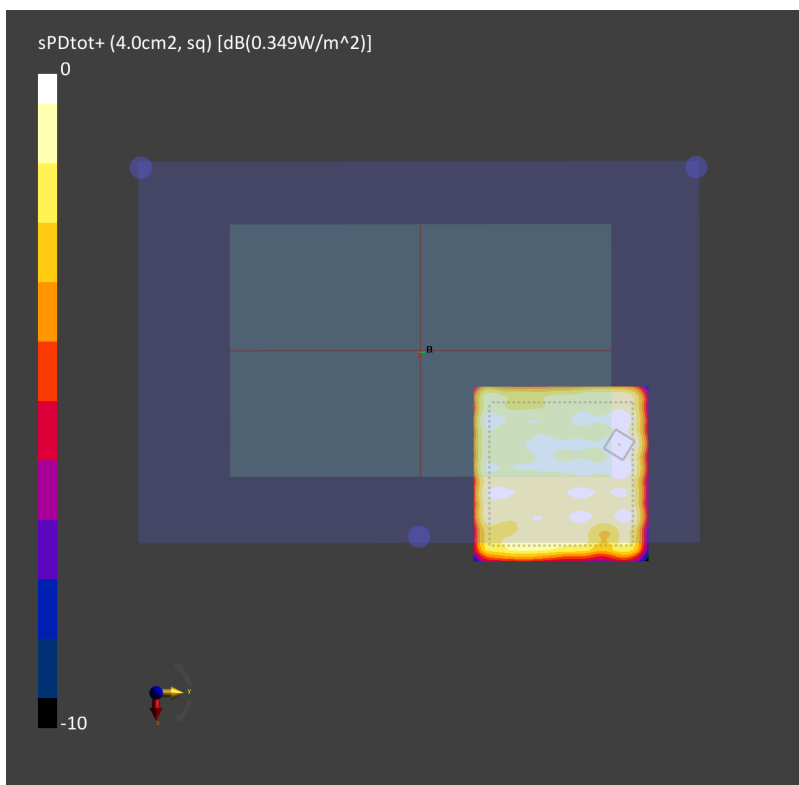 sPDtot+ (4.0cm2, sq) [dB(0.349W/m^2)]
0
-10
Y
X